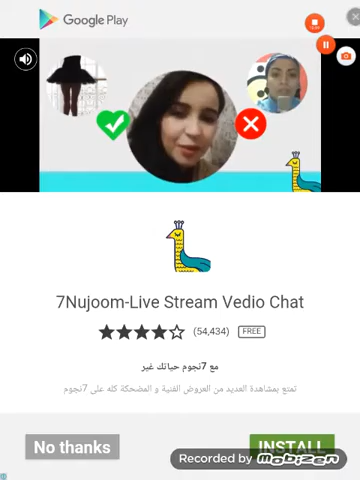 Google Play
7Nujoom-Live Stream Vedio Chat
(54,434)
FREE
مع 7نجوم حياتك غير
تمتع بمشاهدة العديد من العروض الفنية و المضحكة كله على 7نجوم
No thanks
INSTALL
Recorded by mobizen